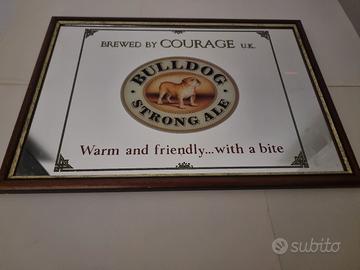 BREWED BY COURAGE U.K.
BULLDOG
STRONG ALE
Warm and friendly...with a bite
subito